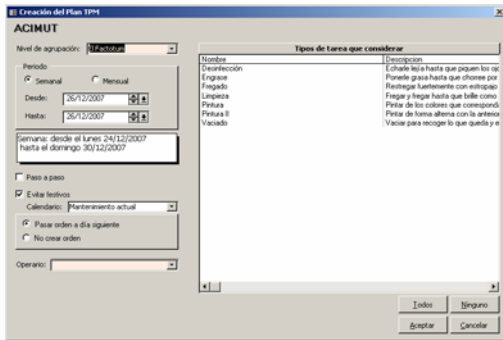 Creación del Plan TPM
ACIMUT
Nivel de agrupación: El Factotum
Periodo
Semanal Mensual
Desde: 26/12/2007
Hasta: 26/12/2007
Semana: desde el lunes 24/12/2007
hasta el domingo 30/12/2007
Paso a paso
Evitar festivos
Calendario: Mantenimiento actual
Pasar orden a día siguiente
No crear orden
Operario:
Tipos de tarea que considerar
Nombre Descripcion
Desinfección Echarle lejía hasta que piquen los ojo
Engrase Ponerle grasa hasta que chorree por
Fregado Restregar fuertemente con estropajo
Limpieza Fregar y fregar hasta que brille como
Pintura Pintar de los colores que correspond
Pintura II Pintar de forma alterna con la anterior
Vaciado Vaciar para recoger lo que queda y e
Todos Ninguno
Aceptar Cancelar